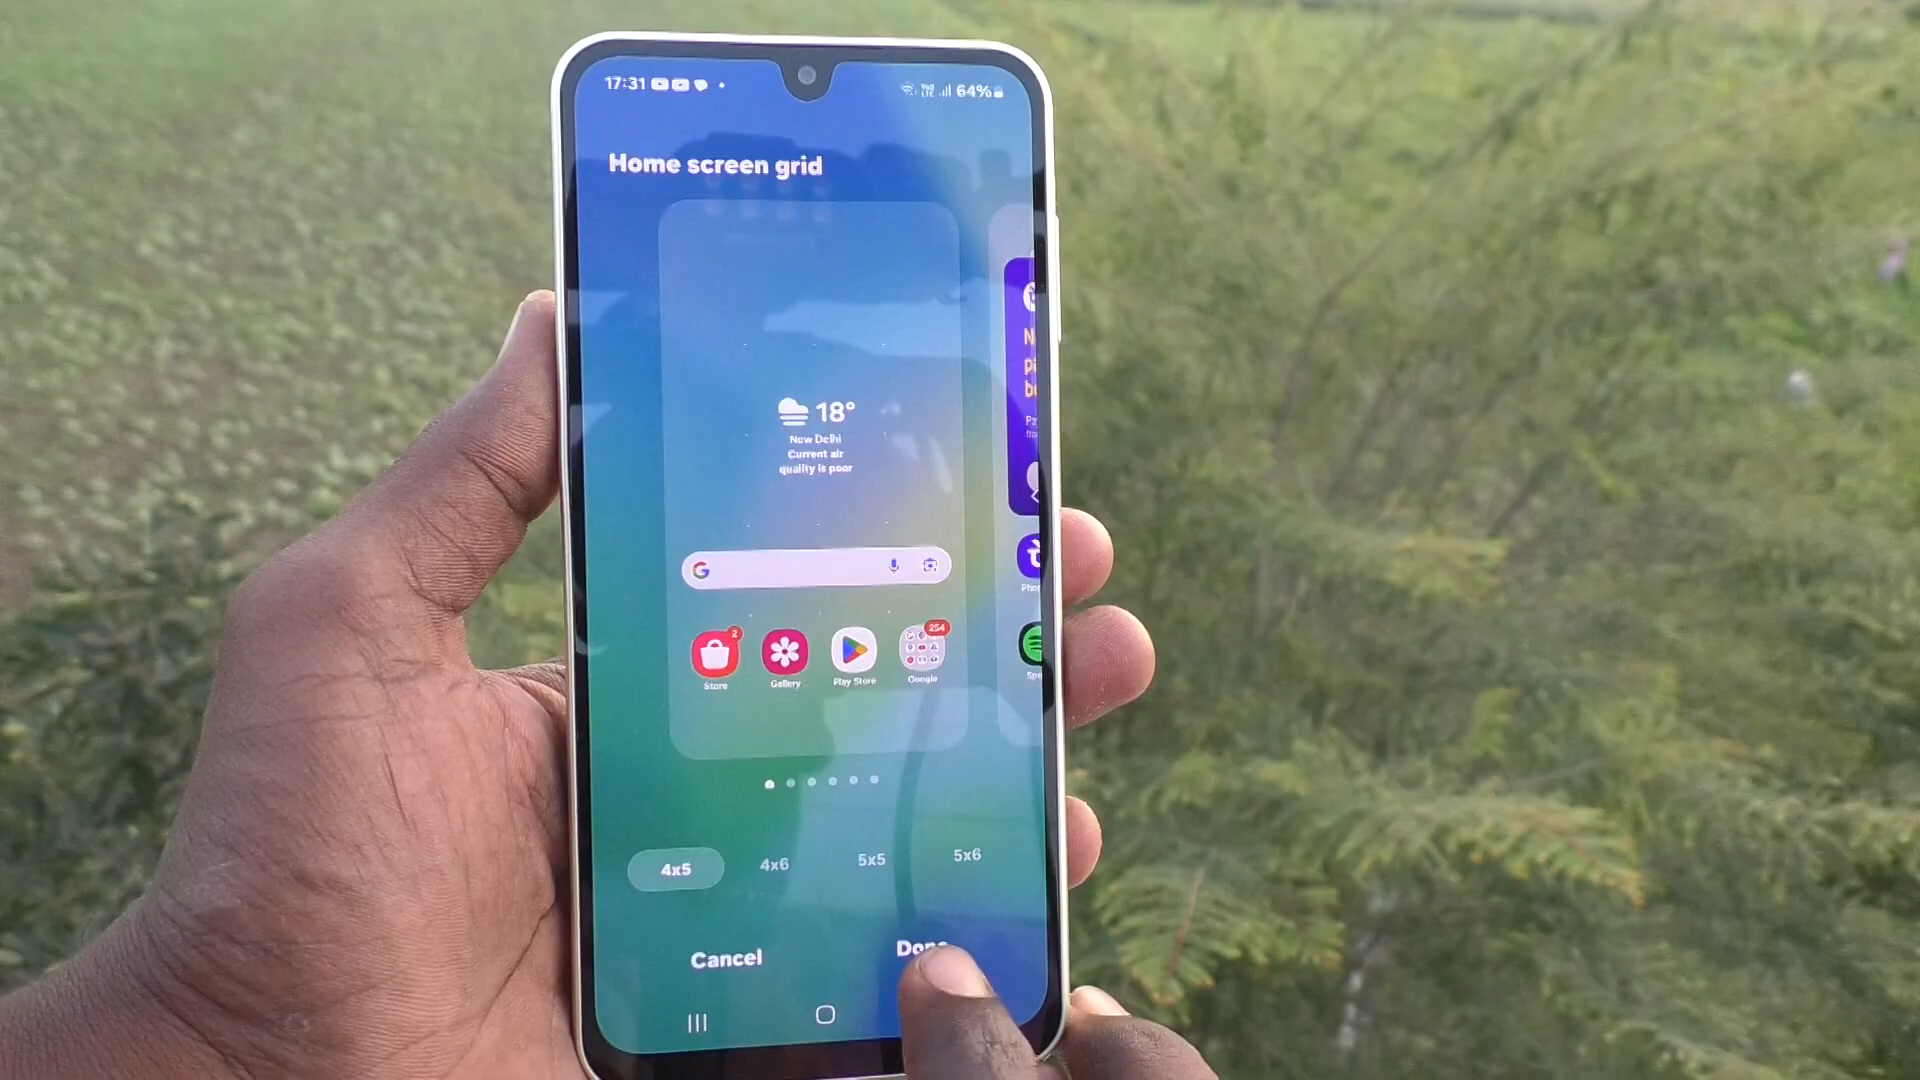 17:31
64%
Home screen grid
18°
New Delhi
Current air
quality is poor
G
2
254
Store
Gallery
Play Store
Google
4x5
4x6
5x5
5x6
Cancel
Done